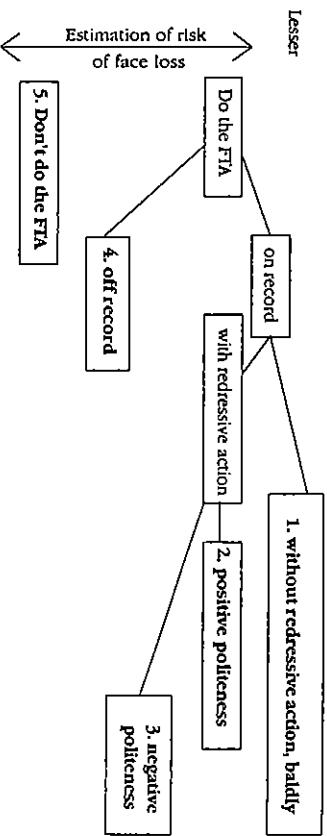 Lesser
Estimation of risk
of face loss
1. without redressive action, baldly
on record
2. positive politeness
Do the FTA
with redressive action
3. negative
politeness
4. off record
5. Don't do the FTA